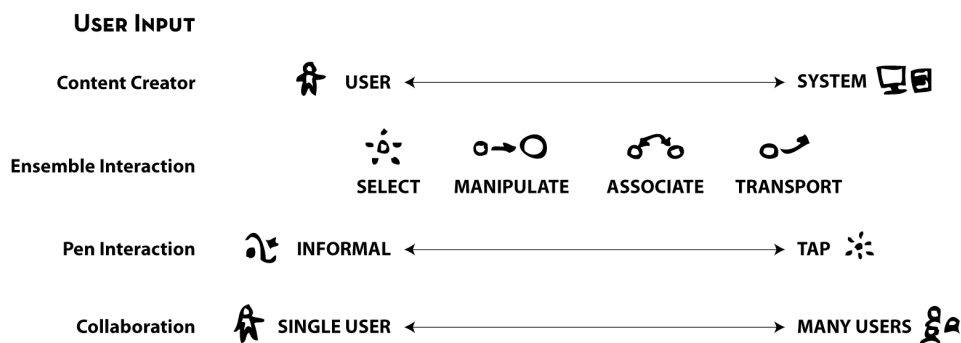 USER INPUT
Content Creator USER SYSTEM
Ensemble Interaction
SELECT MANIPULATE ASSOCIATE TRANSPORT
Pen Interaction INFORMAL TAP
Collaboration SINGLE USER MANY USERS